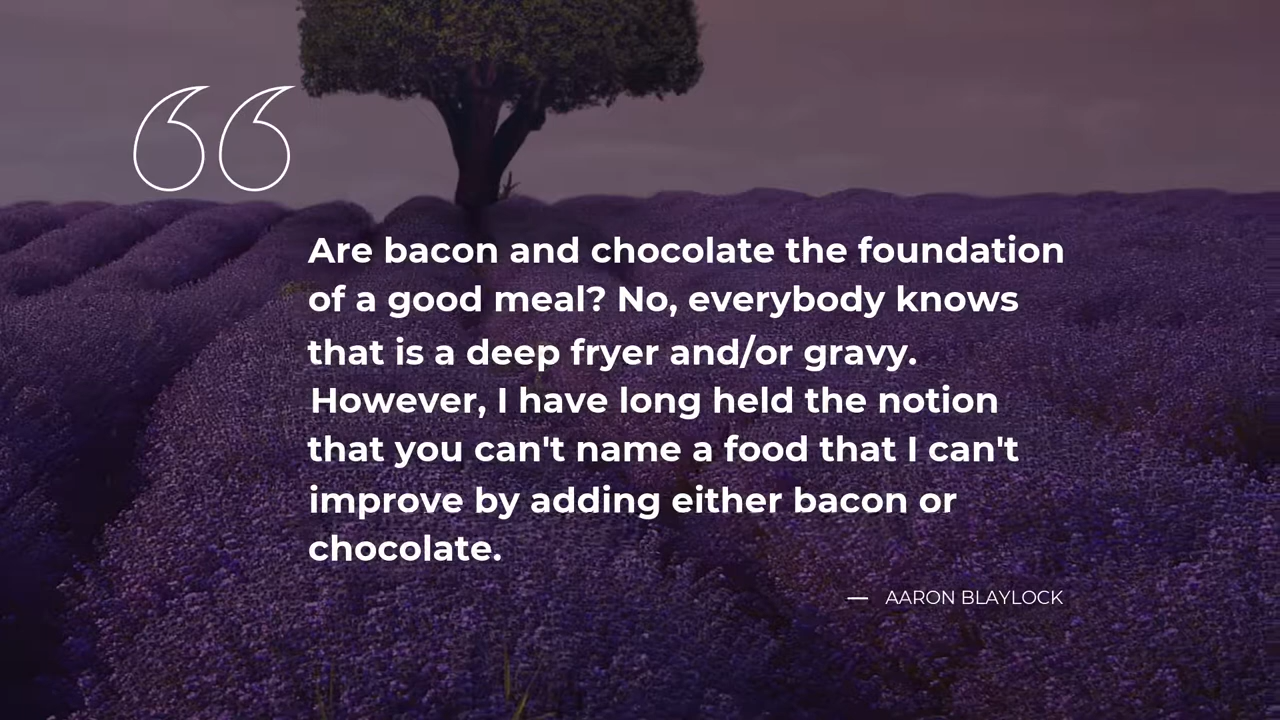 “
Are bacon and chocolate the foundation
of a good meal? No, everybody knows
that is a deep fryer and/or gravy.
However, I have long held the notion
that you can't name a food that I can't
improve by adding either bacon or
chocolate.
— AARON BLAYLOCK